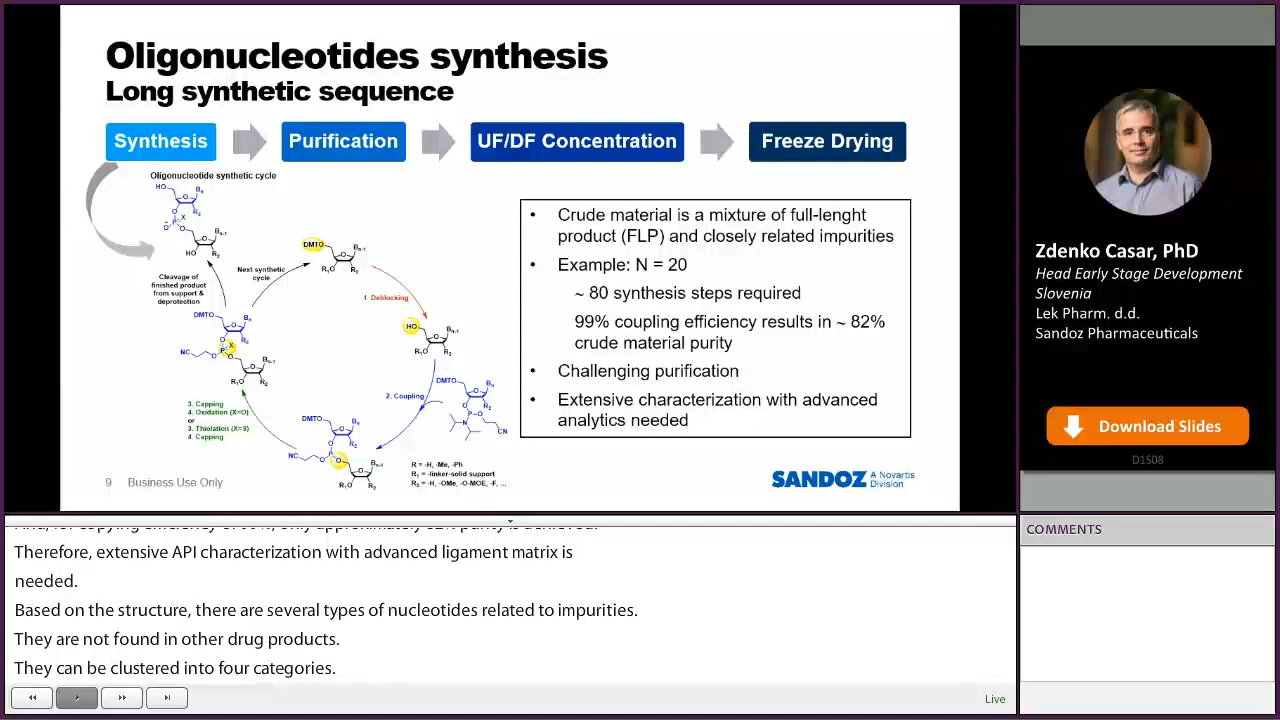 Oligonucleotides synthesis
Long synthetic sequence
Synthesis
Purification
UF/DF Concentration
Freeze Drying
Oligonucleotide synthetic cycle
Cleavage of
finished product
from support &
deprotection
Next synthetic
cycle
DMTO
1. Deblocking
HO
2. Coupling
DMTO
CN
3. Capping
4. Oxidation (X=O)
or
3. Thiolation (X=S)
4. Capping
DMTO
NC
R = -H, -Me, -Ph
R1 = -linker-solid support
R2 = -H, -OMe, -O-MOE, -F, ...
• Crude material is a mixture of full-lenght
product (FLP) and closely related impurities
• Example: N = 20
~ 80 synthesis steps required
99% coupling efficiency results in ~ 82%
crude material purity
• Challenging purification
• Extensive characterization with advanced
analytics needed
9 Business Use Only
SANDOZ A Novartis
Division
Zdenko Casar, PhD
Head Early Stage Development
Slovenia
Lek Pharm. d.d.
Sandoz Pharmaceuticals
Download Slides
D1508
Therefore, extensive API characterization with advanced ligament matrix is
needed.
Based on the structure, there are several types of nucleotides related to impurities.
They are not found in other drug products.
They can be clustered into four categories.
Live
COMMENTS